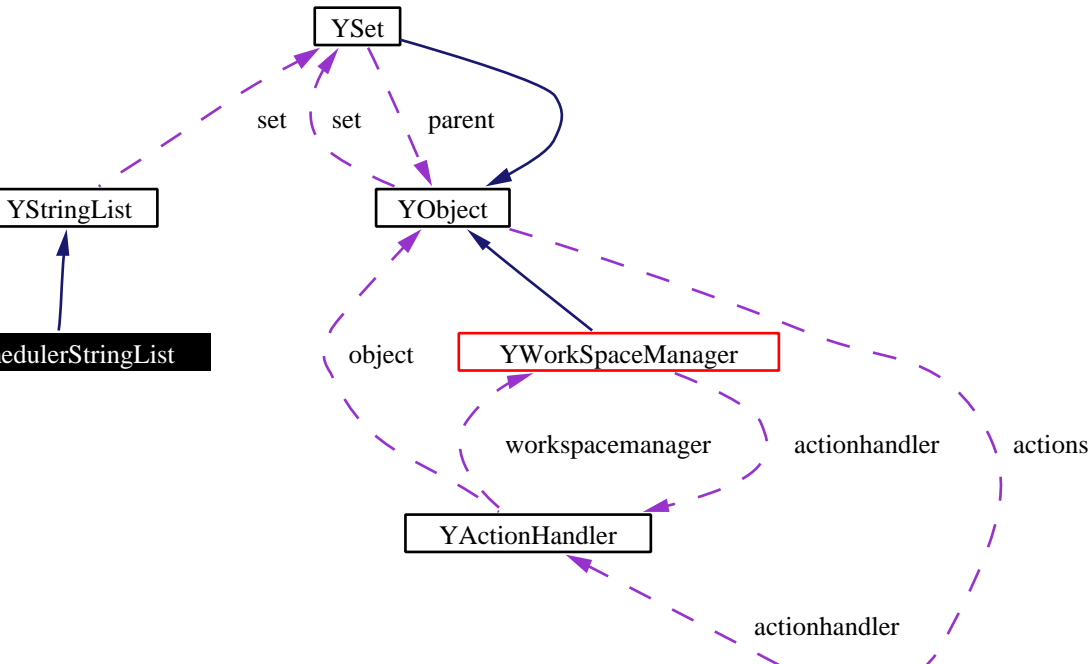 YSet
set
set
parent
YStringList
YObject
edulerStringList
object
YWorkSpaceManager
workspacemanager
actionhandler
actions
YActionHandler
actionhandler